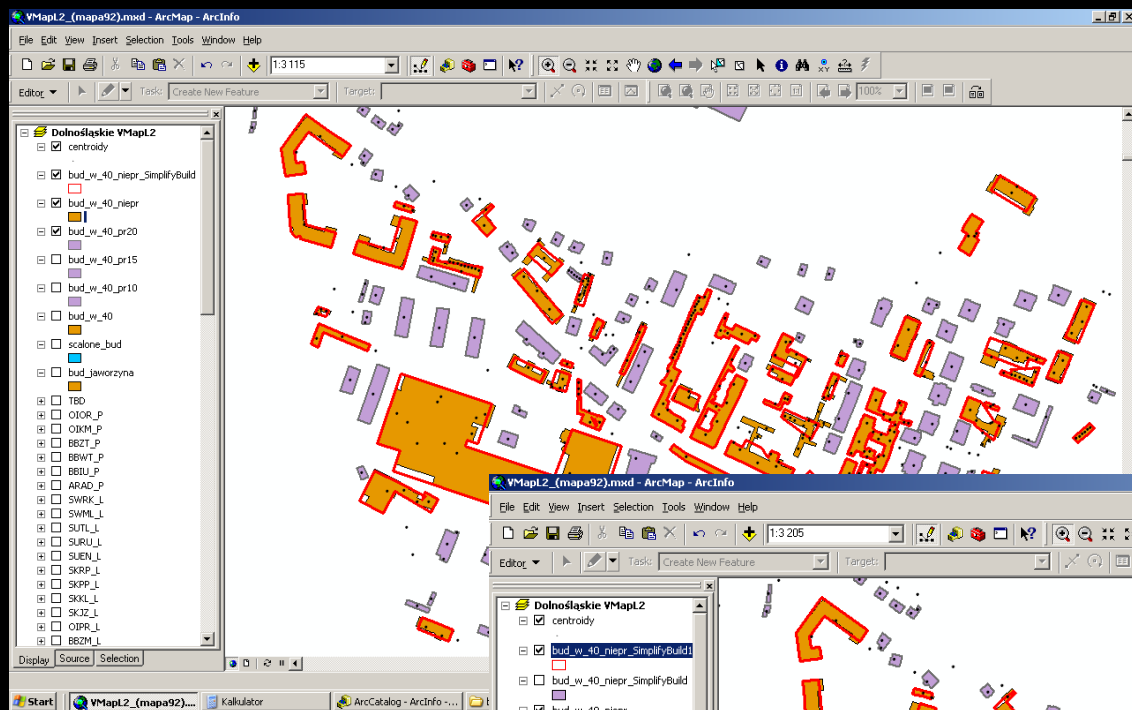 VMapL2_(mapa92).mxd - ArcMap - ArcInfo
File Edit View Insert Selection Tools Window Help
1:3 115
Editor Task: Create New Feature Target: 100%
Dolnośląskie VMapL2
centroidy
bud_w_40_niepr_SimplifyBuild
bud_w_40_niepr
bud_w_40_pr20
bud_w_40_pr15
bud_w_40_pr10
bud_w_40
scalone_bud
bud_jaworzyna
TBD
OIOR_P
OIKM_P
BBZT_P
BBWT_P
BBIU_P
ARAD_P
SWRK_L
SWML_L
SUTL_L
SURU_L
SUEN_L
SKRP_L
SKPP_L
SKKL_L
SKJZ_L
OIPR_L
BBZM_L
Display Source Selection
VMapL2_(mapa92).mxd - ArcMap - ArcInfo
File Edit View Insert Selection Tools Window Help
1:3 205
Editor Task: Create New Feature Target:
Dolnośląskie VMapL2
centroidy
bud_w_40_niepr_SimplifyBuild1
bud_w_40_niepr_SimplifyBuild
bud_w_40_niepr
Start VMapL2_(mapa92).... Kalkulator ArcCatalog - ArcInfo -...